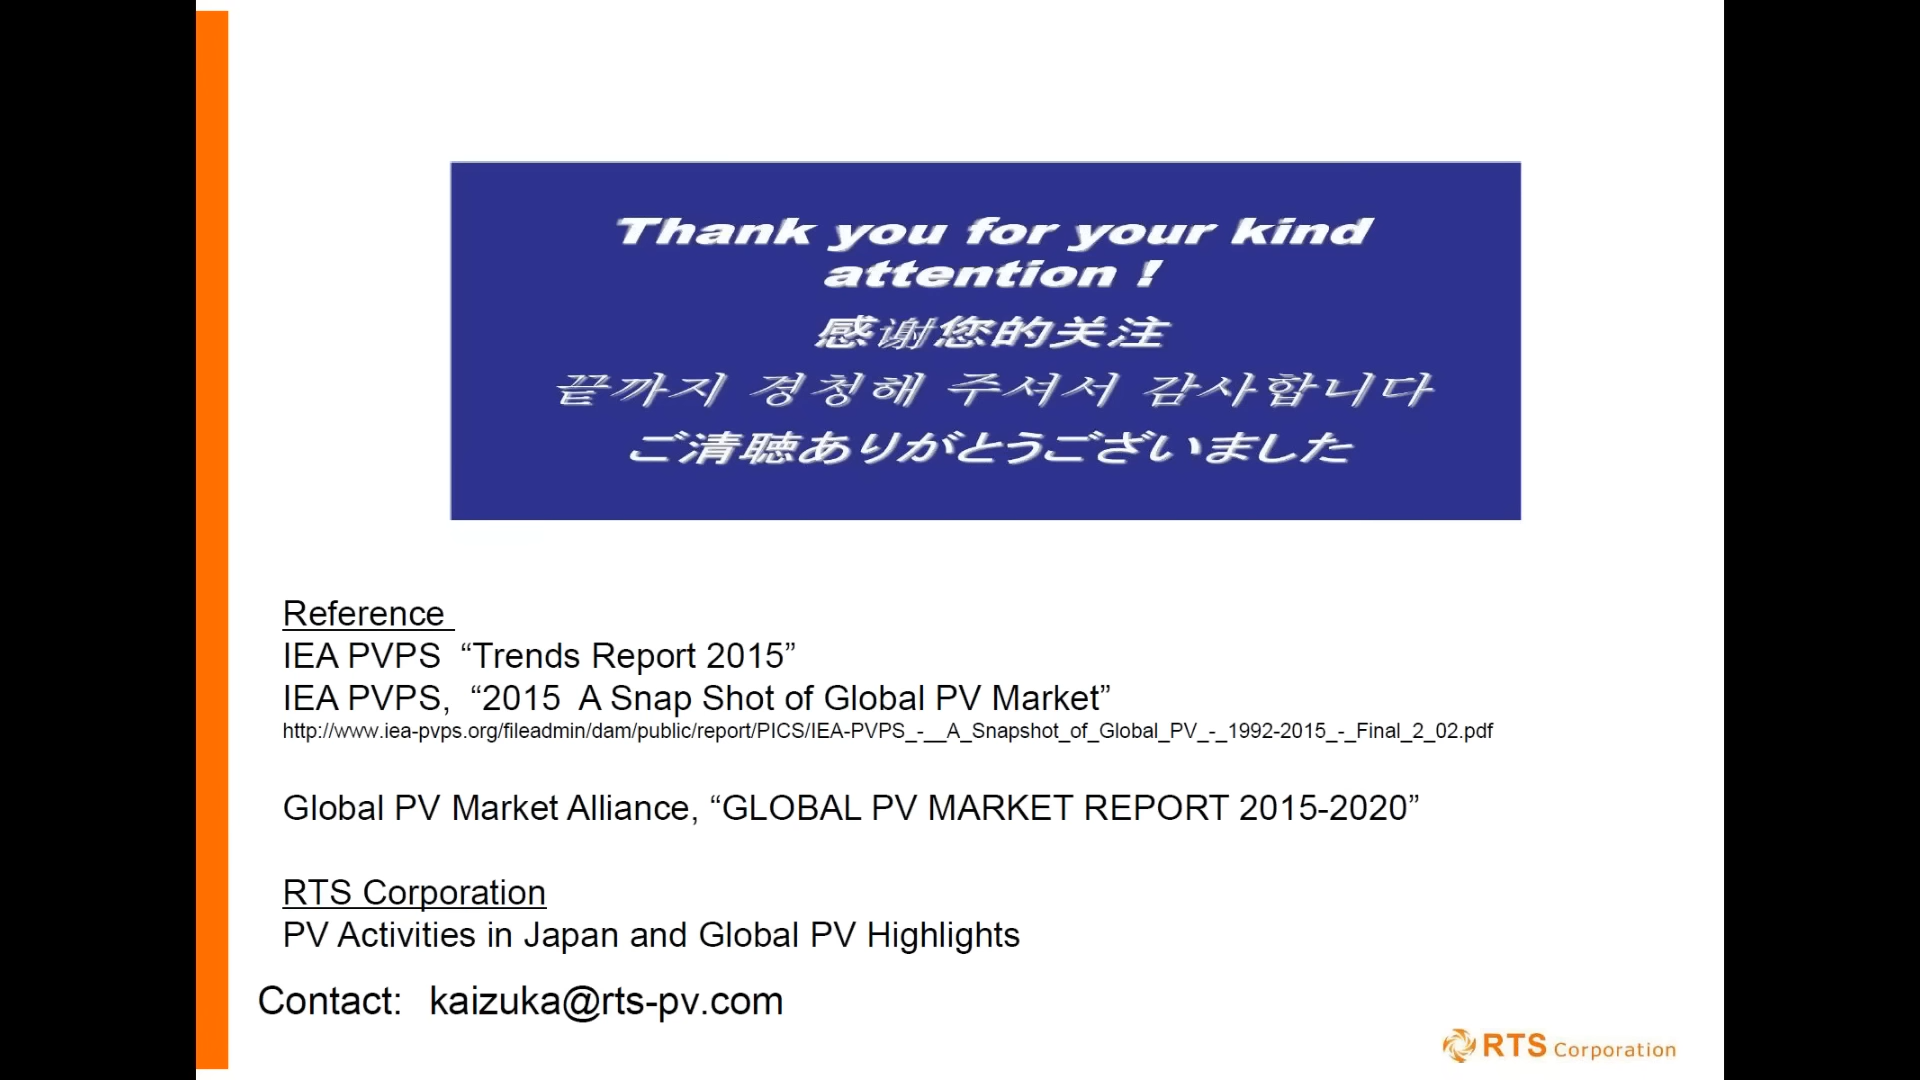 Thank you for your kind
attention !
感谢您的关注
끝까지 경청해 주셔서 감사합니다
ご清聴ありがとうございました
Reference
IEA PVPS “Trends Report 2015”
IEA PVPS, “2015 A Snap Shot of Global PV Market”
http://www.iea-pvps.org/fileadmin/dam/public/report/PICS/IEA-PVPS_-__A_Snapshot_of_Global_PV_-_1992-2015_-_Final_2_02.pdf
Global PV Market Alliance, “GLOBAL PV MARKET REPORT 2015-2020”
RTS Corporation
PV Activities in Japan and Global PV Highlights
Contact: kaizuka@rts-pv.com
RTS Corporation